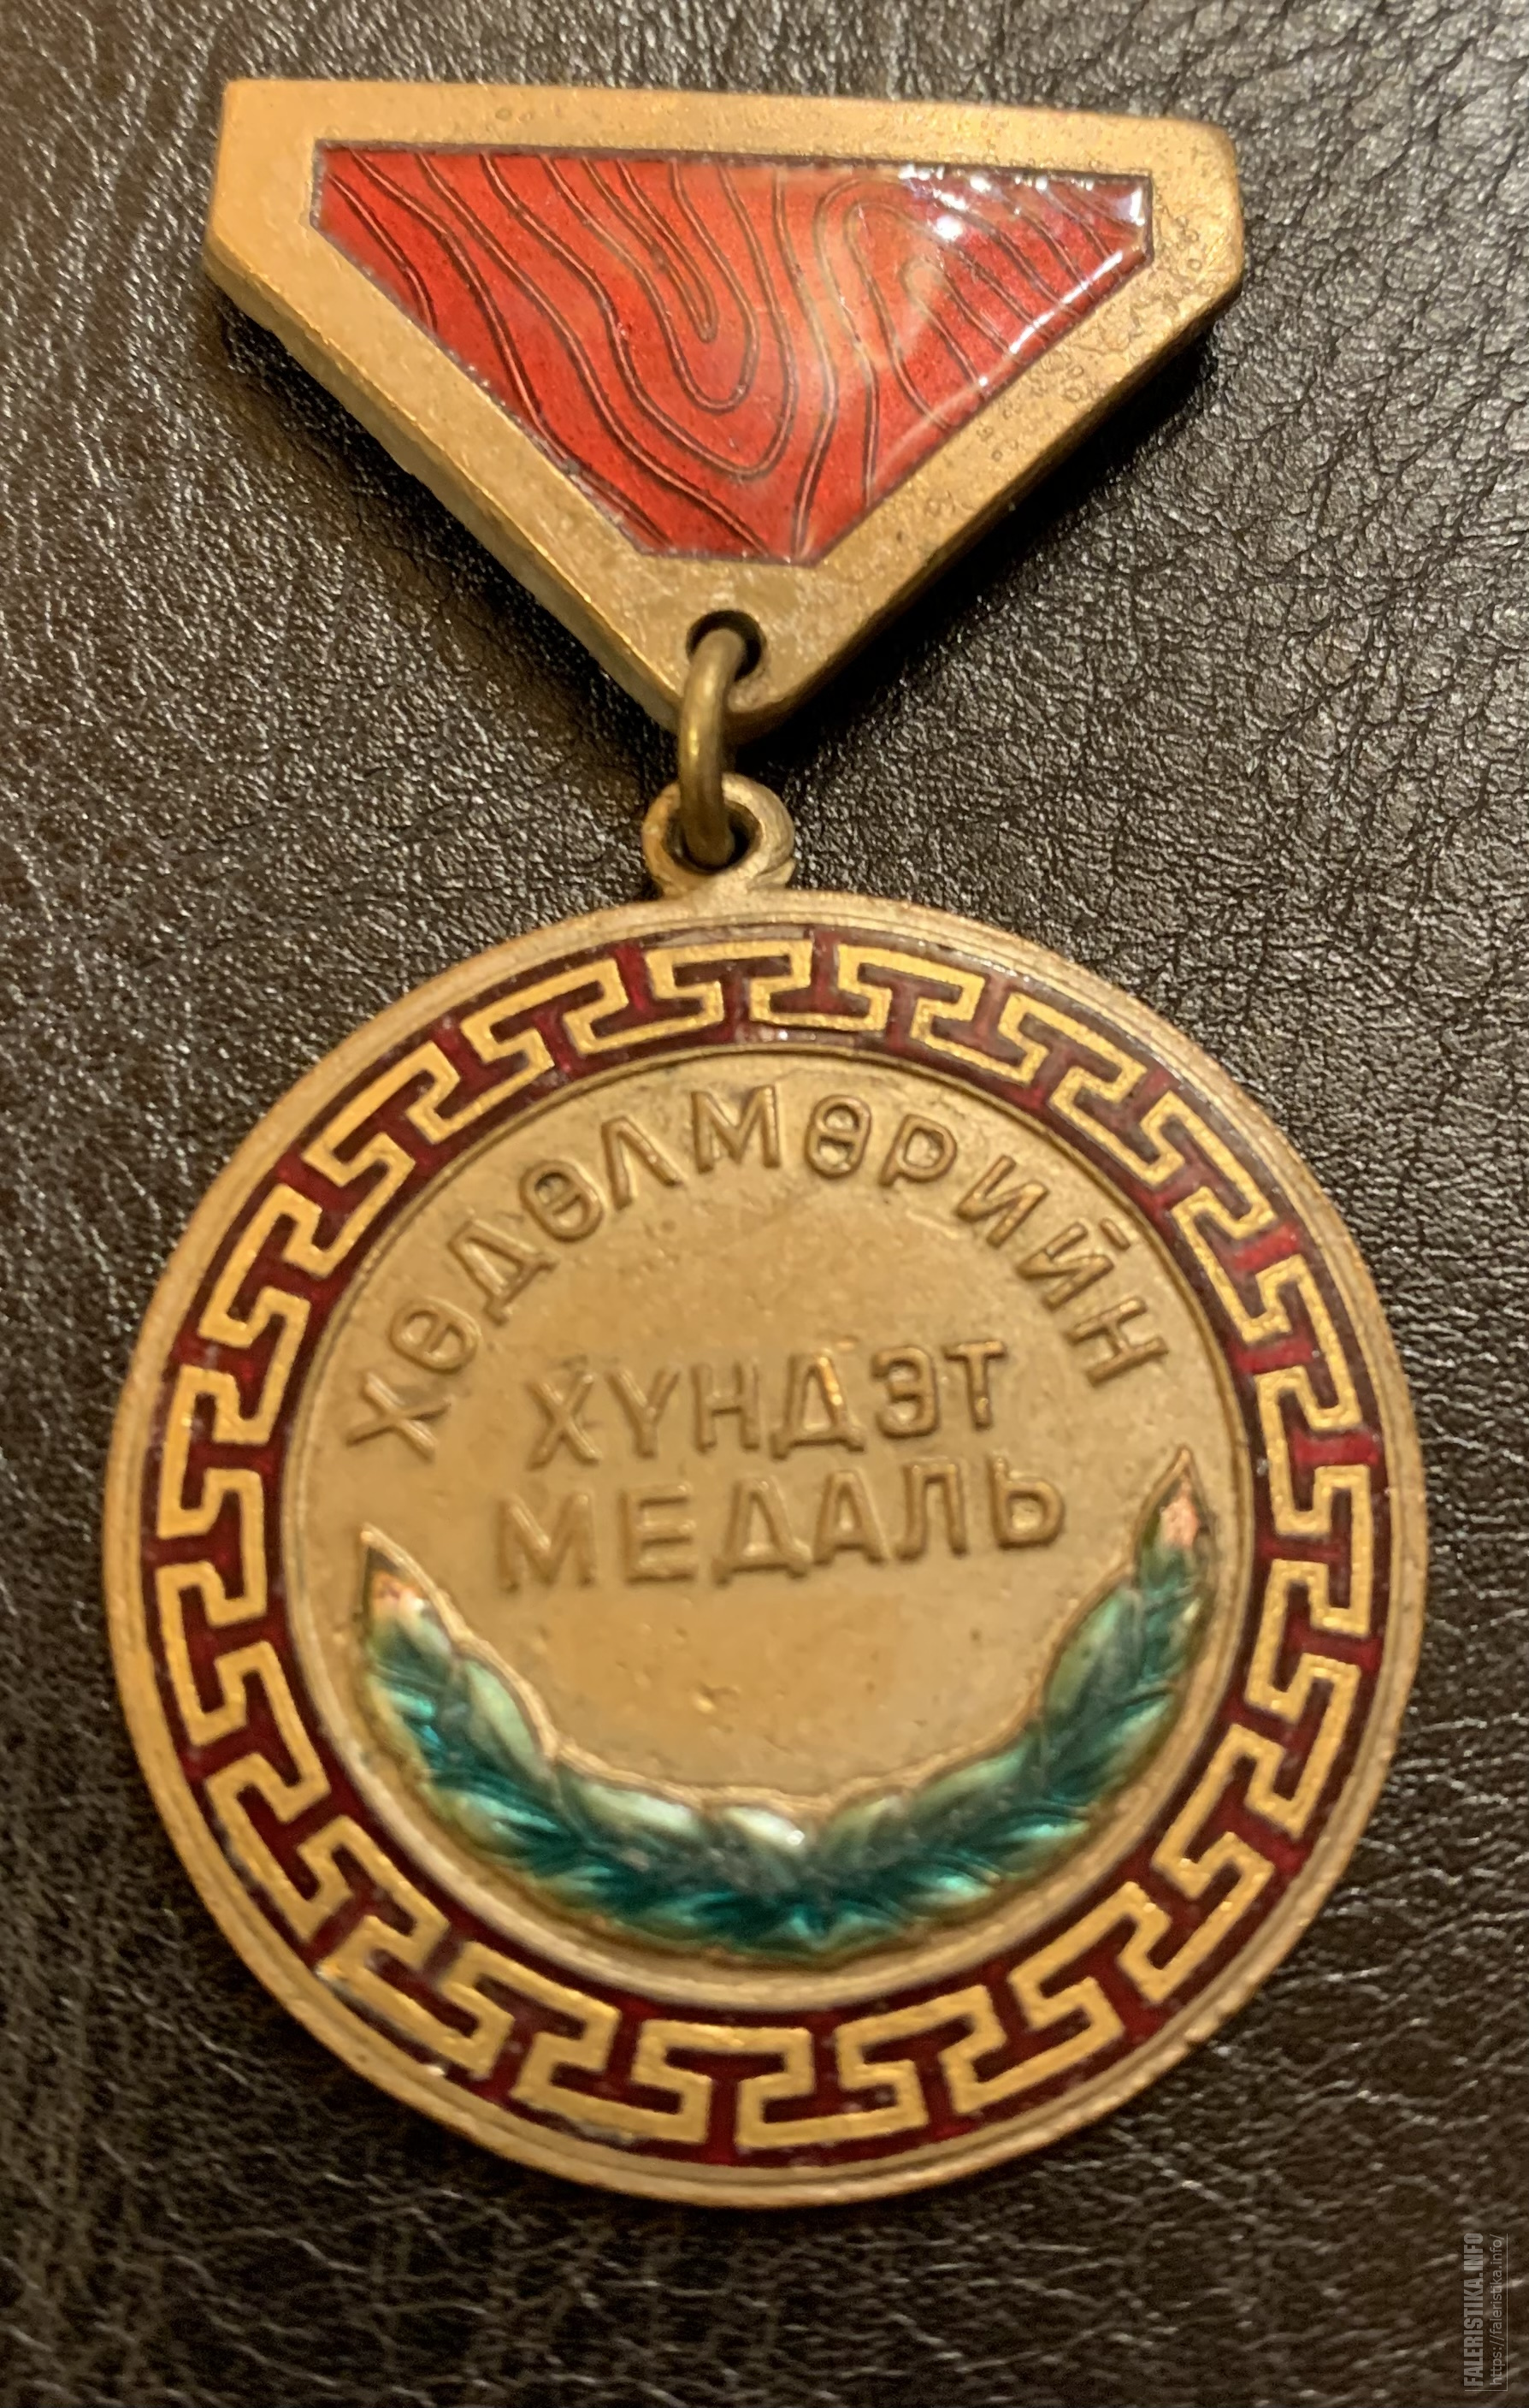 ХӨДӨЛМӨРИЙН
ХҮНДЭТ
МЕДАЛЬ
FALERISTIKA.INFO
https://faleristika.info/